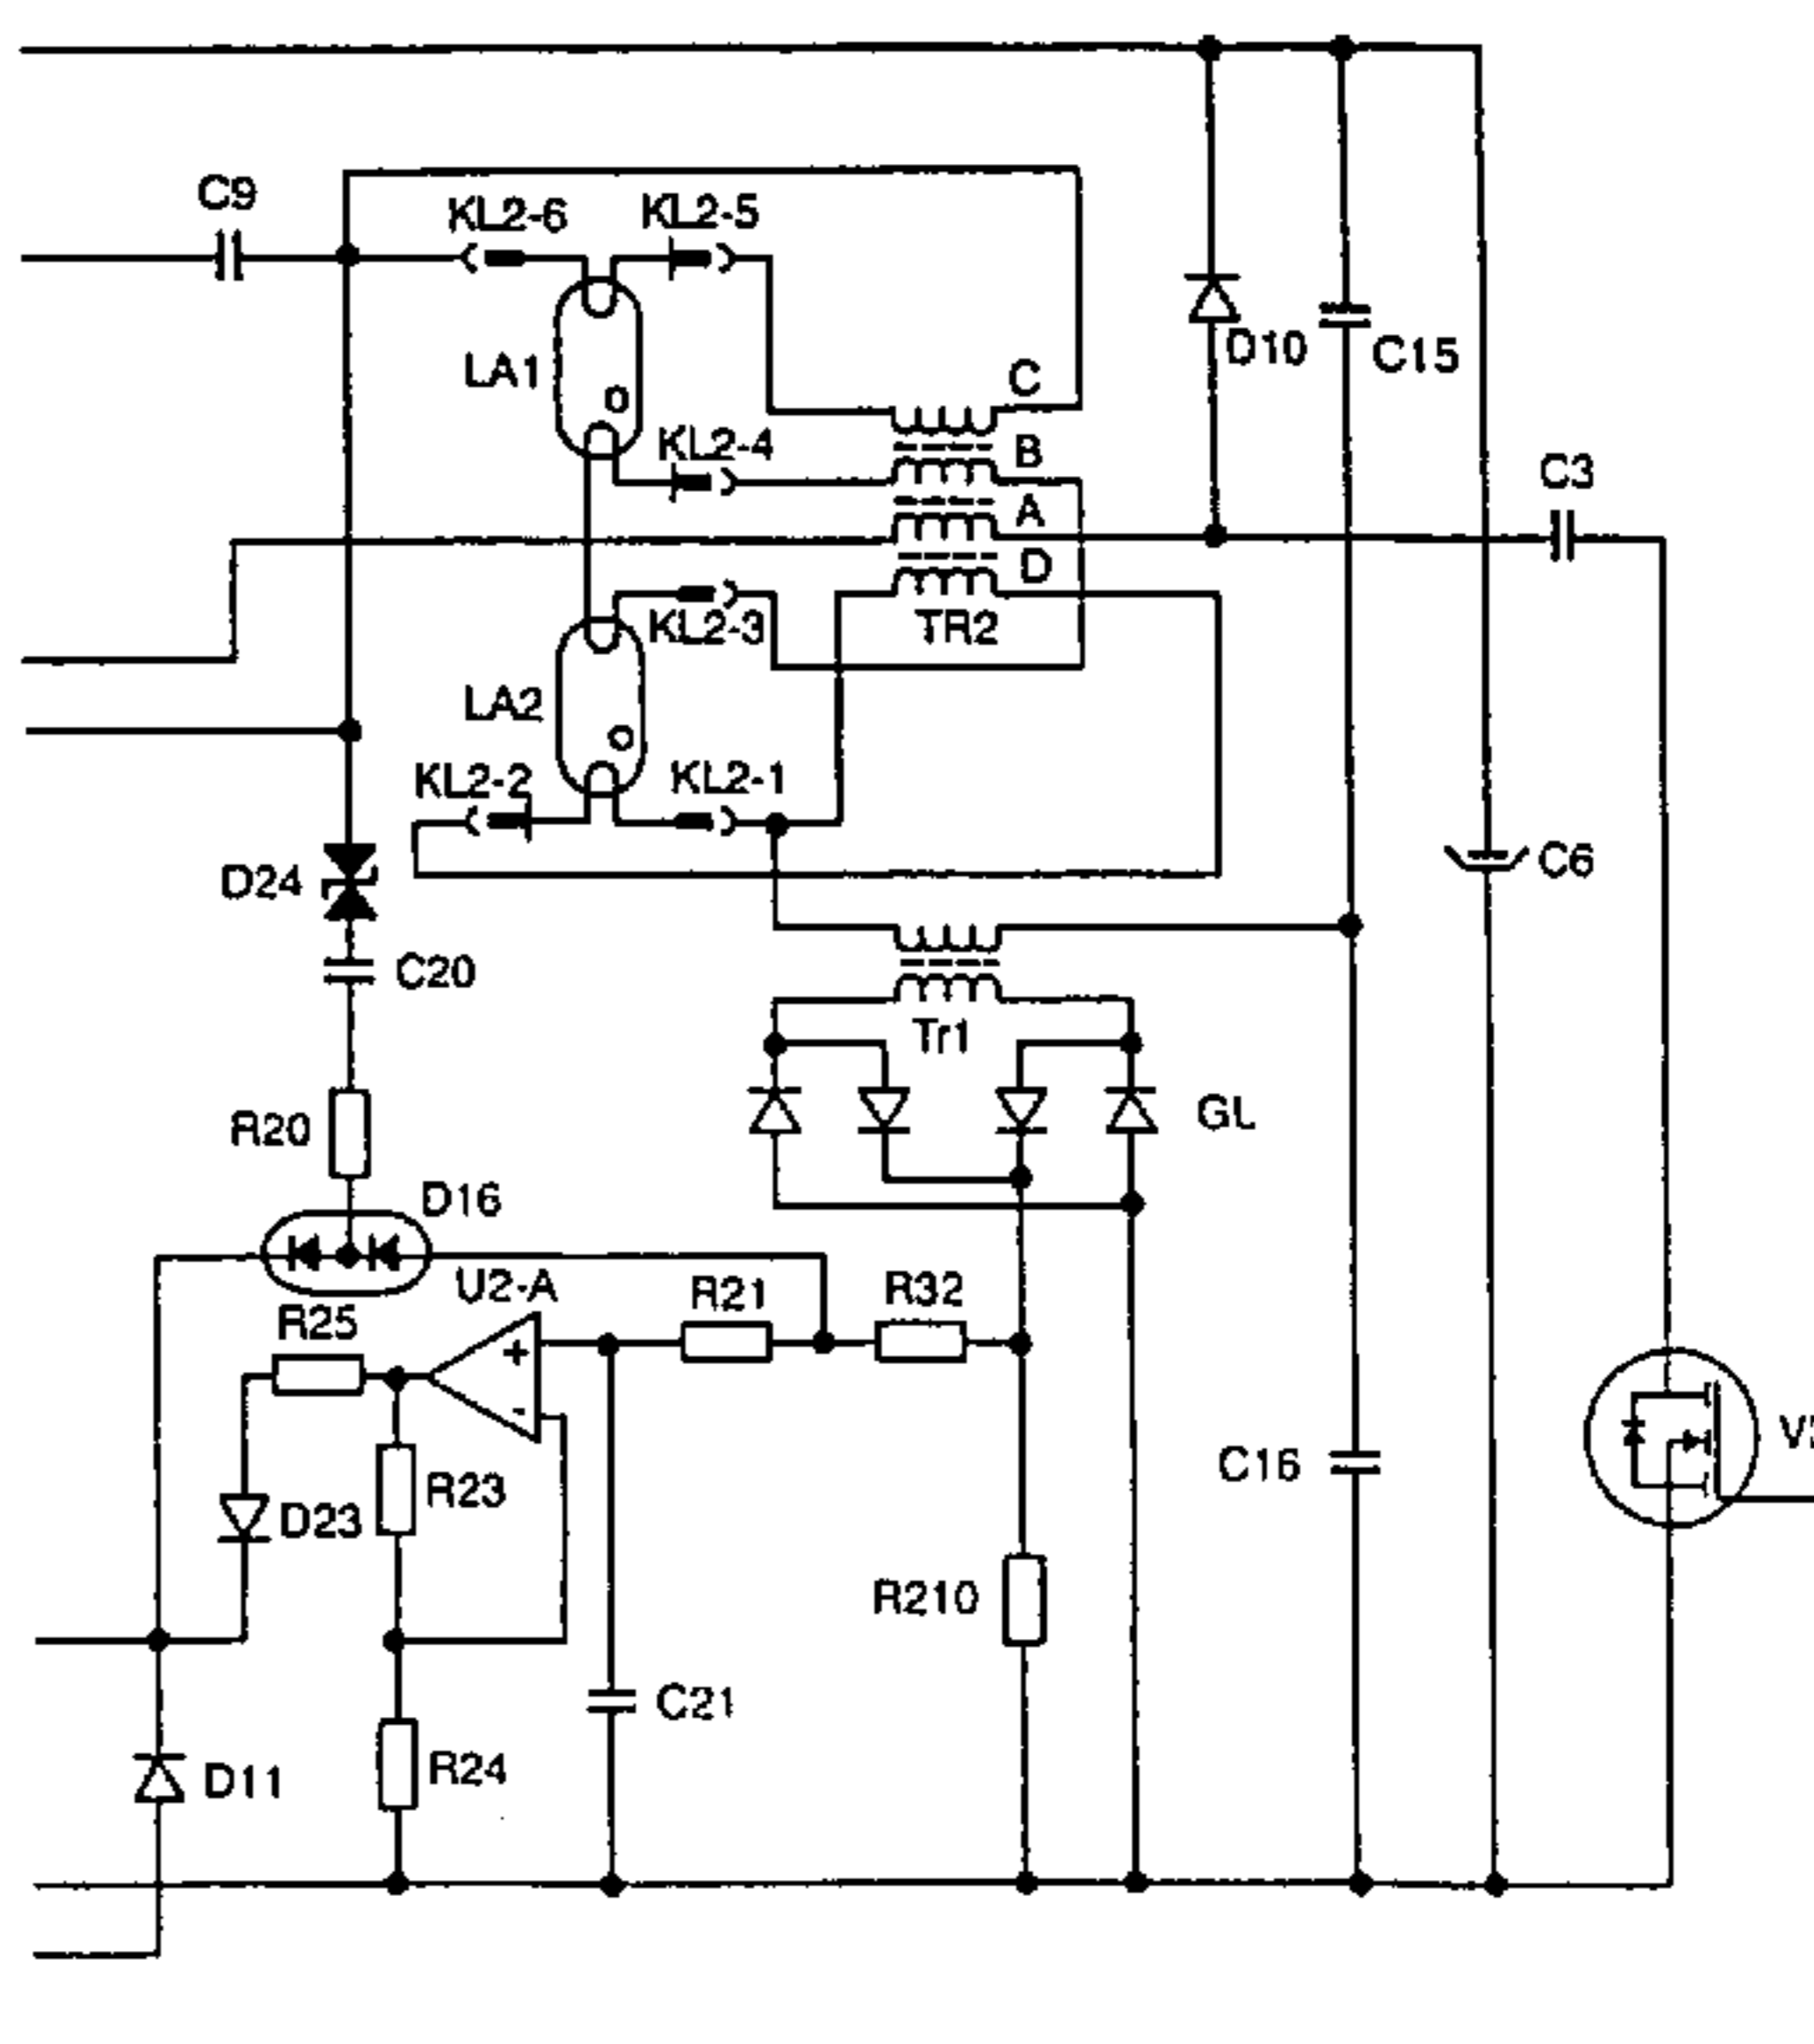 C9
KL2-6
KL2-5
LA1
KL2-4
C
B
A
D
TR2
D10
C15
C3
KL2-3
LA2
KL2-2
KL2-1
D24
C6
C20
Tr1
R20
GL
D16
U2-A
R21
R32
R25
+
-
R23
D23
C16
R210
C21
R24
D11